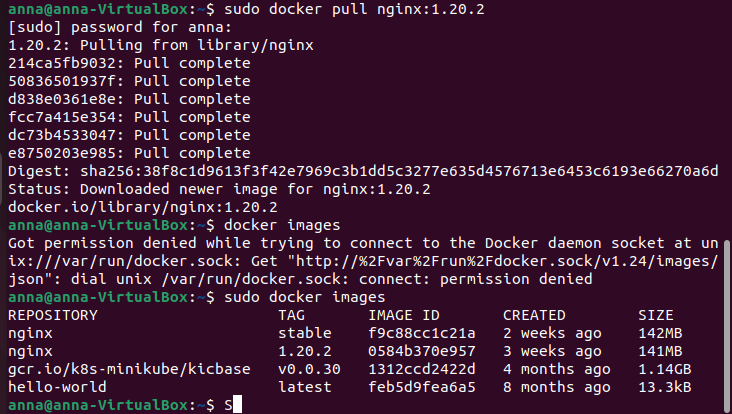 anna@anna-VirtualBox:~$ sudo docker pull nginx:1.20.2
[sudo] password for anna:
1.20.2: Pulling from library/nginx
214ca5fb9032: Pull complete
50836501937f: Pull complete
d838e0361e8e: Pull complete
fcc7a415e354: Pull complete
dc73b4533047: Pull complete
e8750203e985: Pull complete
Digest: sha256:38f8c1d9613f3f42e7969c3b1dd5c3277e635d4576713e6453c6193e66270a6d
Status: Downloaded newer image for nginx:1.20.2
docker.io/library/nginx:1.20.2
anna@anna-VirtualBox:~$ docker images
Got permission denied while trying to connect to the Docker daemon socket at un
ix:///var/run/docker.sock: Get "http://%2Fvar%2Frun%2Fdocker.sock/v1.24/images/
json": dial unix /var/run/docker.sock: connect: permission denied
anna@anna-VirtualBox:~$ sudo docker images
REPOSITORY TAG IMAGE ID CREATED SIZE
nginx stable f9c88cc1c21a 2 weeks ago 142MB
nginx 1.20.2 0584b370e957 3 weeks ago 141MB
gcr.io/k8s-minikube/kicbase v0.0.30 1312ccd2422d 4 months ago 1.14GB
hello-world latest feb5d9fea6a5 8 months ago 13.3kB
anna@anna-VirtualBox:~$ S